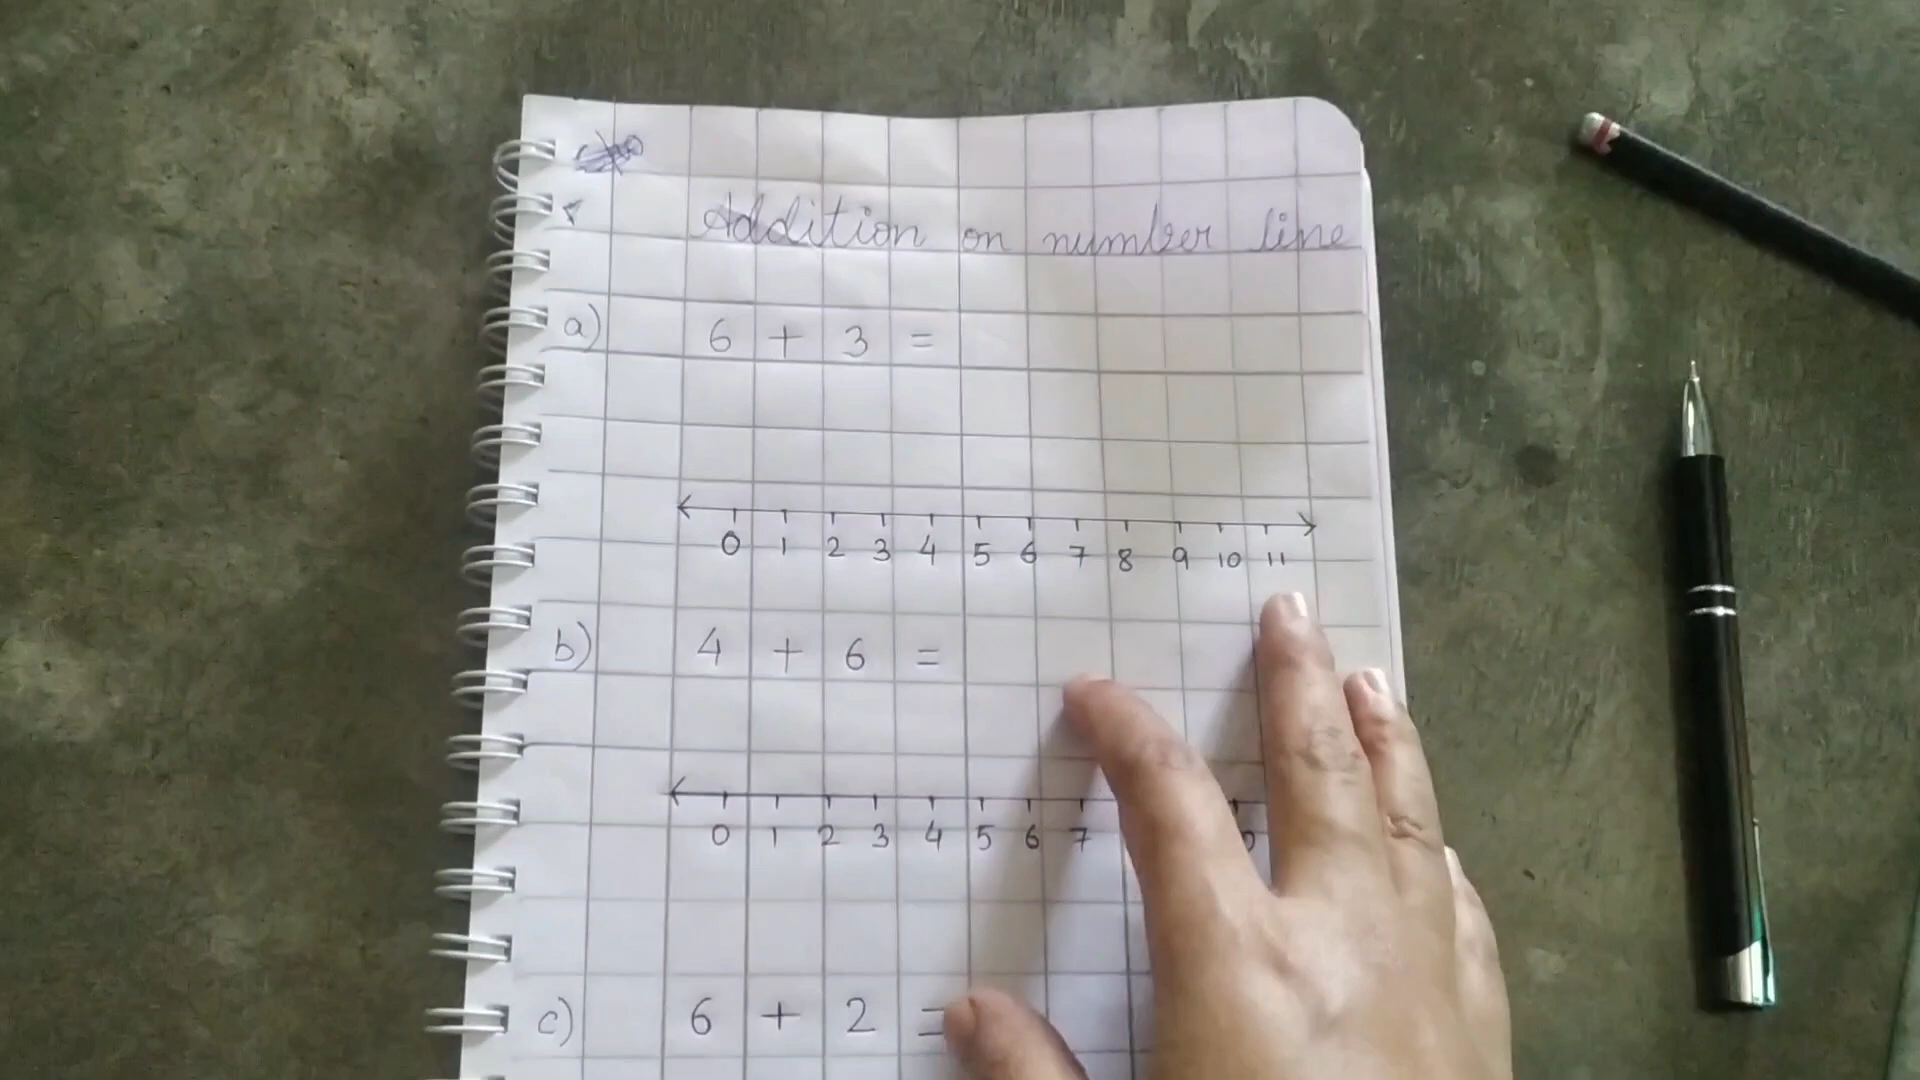 Addition on number line
a) 6 + 3 =
0 1 2 3 4 5 6 7 8 9 10 11
b) 4 + 6 =
0 1 2 3 4 5 6 7
c) 6 + 2 =